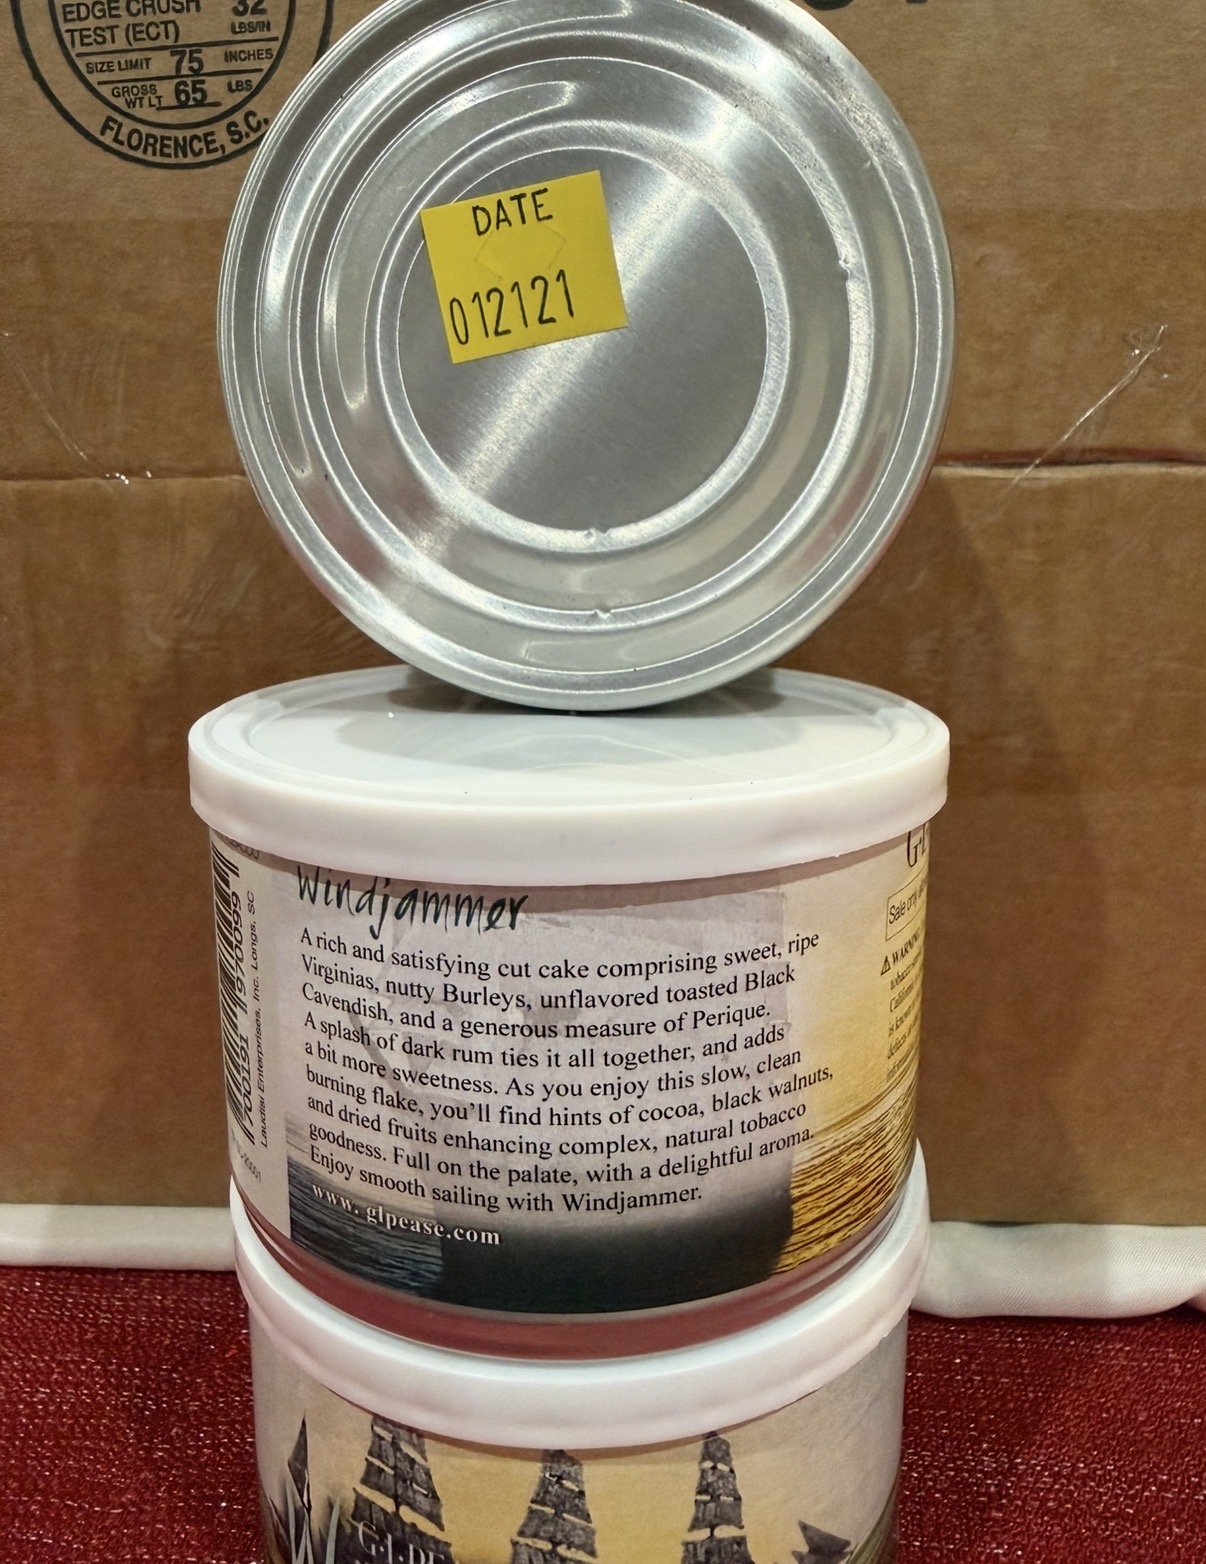 EDGE CRUSH 32
TEST (ECT) LBS/IN
SIZE LIMIT 75 INCHES
GROSS WT LT 65 LBS
FLORENCE, S.C.
DATE
012121
Windjammer
A rich and satisfying cut cake comprising sweet, ripe
Virginias, nutty Burleys, unflavored toasted Black
Cavendish, and a generous measure of Perique.
A splash of dark rum ties it all together, and adds
a bit more sweetness. As you enjoy this slow, clean
burning flake, you'll find hints of cocoa, black walnuts,
and dried fruits enhancing complex, natural tobacco
goodness. Full on the palate, with a delightful aroma.
Enjoy smooth sailing with Windjammer.
www. glpease.com
Laudisi Enterprises, Inc. Longs, SC
Sale only
WARNING